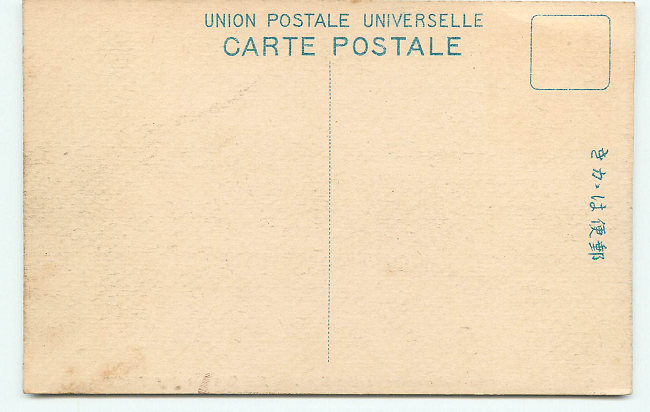 UNION POSTALE UNIVERSELLE
CARTE POSTALE
郵便はがき